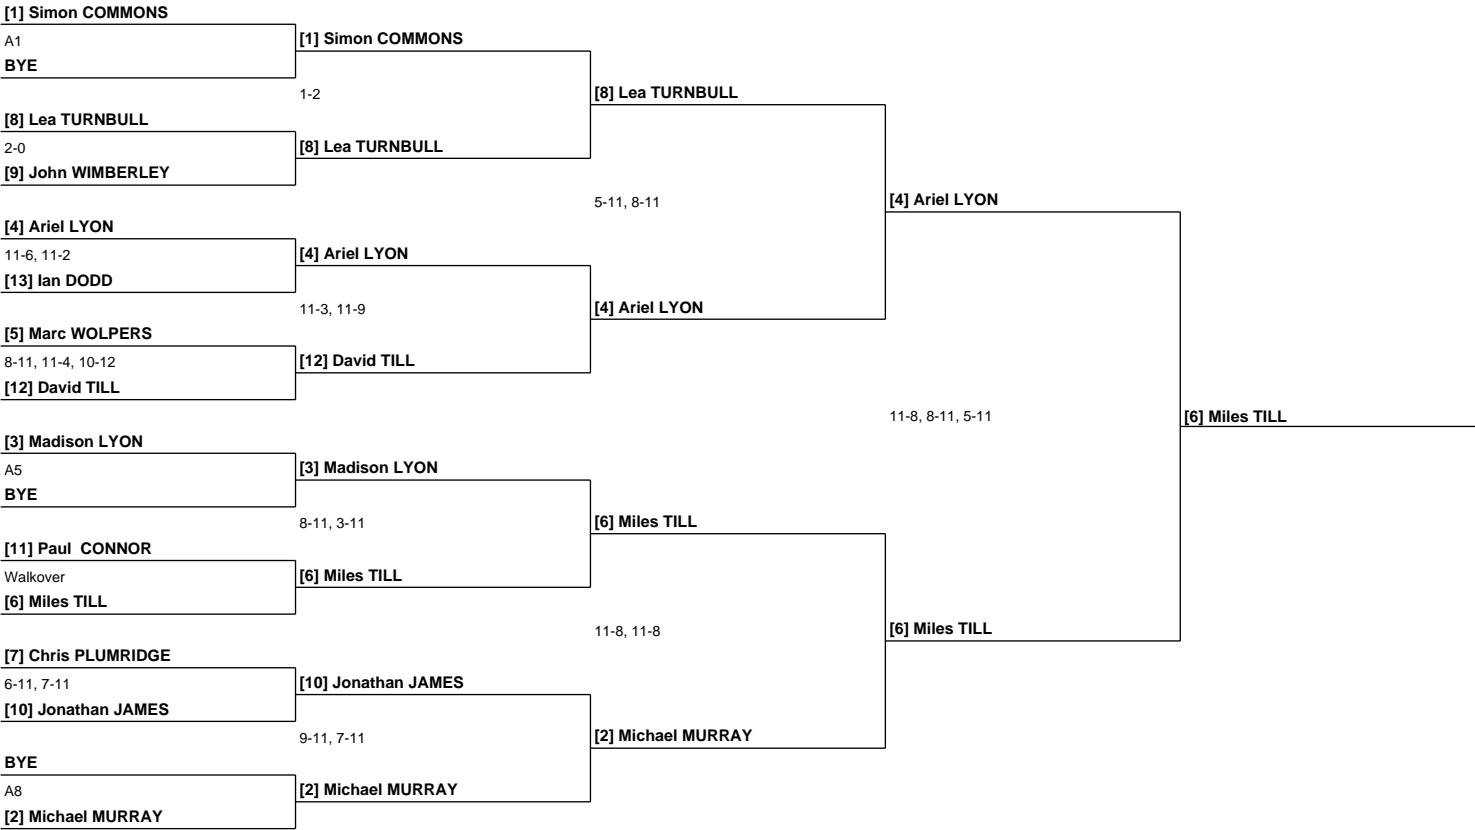 [1] Simon COMMONS
A1
BYE
[8] Lea TURNBULL
2-0
[9] John WIMBERLEY
[4] Ariel LYON
11-6, 11-2
[13] Ian DODD
[5] Marc WOLPERS
8-11, 11-4, 10-12
[12] David TILL
[3] Madison LYON
A5
BYE
[11] Paul  CONNOR
Walkover
[6] Miles TILL
[7] Chris PLUMRIDGE
6-11, 7-11
[10] Jonathan JAMES
BYE
A8
[2] Michael MURRAY
[1] Simon COMMONS
1-2
[8] Lea TURNBULL
[4] Ariel LYON
11-3, 11-9
[12] David TILL
[3] Madison LYON
8-11, 3-11
[6] Miles TILL
[10] Jonathan JAMES
9-11, 7-11
[2] Michael MURRAY
[8] Lea TURNBULL
5-11, 8-11
[4] Ariel LYON
[6] Miles TILL
11-8, 11-8
[2] Michael MURRAY
[4] Ariel LYON
11-8, 8-11, 5-11
[6] Miles TILL
[6] Miles TILL